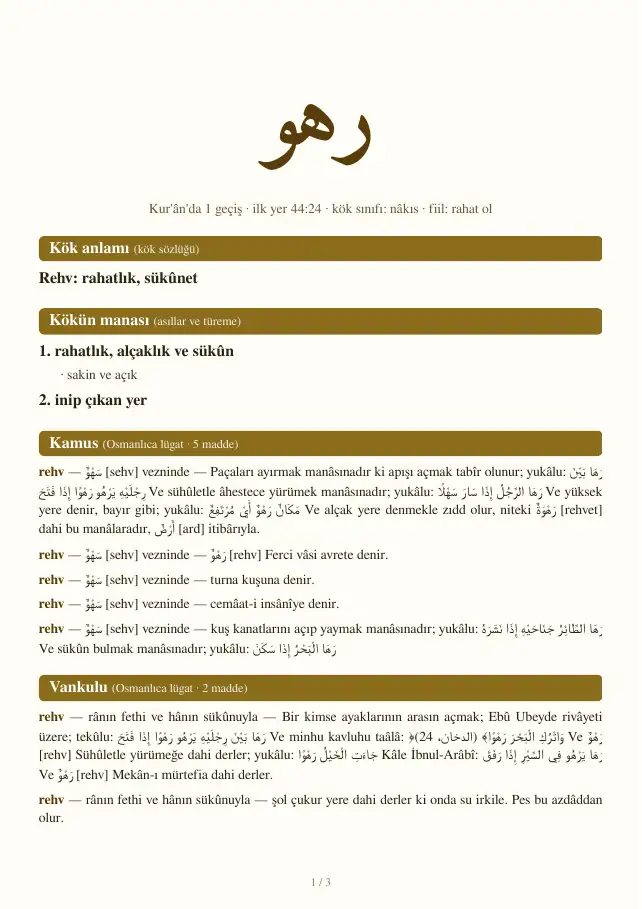 رهو
Kur'ân'da 1 geçiş · ilk yer 44:24 · kök sınıfı: nâkıs · fiil: rahat ol
Kök anlamı (kök sözlüğü)
Rehv: rahatlık, sükûnet
Kökün manası (asıllar ve türeme)
1. rahatlık, alçaklık ve sükûn
· sakin ve açık
2. inip çıkan yer
Kamus (Osmanlıca lügat · 5 madde)
rehv — سَهْوٌ [sehv] vezninde — Paçaları ayırmak manâsınadır ki apışı açmak tabîr olunur; yukâlu: رَهَا بَيْنَ
رِجْلَيْهِ يَرْهُو رَهْوًا إِذَا فَتَحَ Ve sühûletle âhestece yürümek manâsınadır; yukâlu: رَهَا الرَّجُلُ إِذَا سَارَ سَهْلًا Ve yüksek
yere denir, bayır gibi; yukâlu: مَكَانٌ رَهْوٌ أَيْ مُرْتَفِعٌ Ve alçak yere denmekle zıdd olur, niteki رَهْوَةٌ [rehvet]
dahi bu manâlaradır, أَرْضٌ [ard] itibârıyla.
rehv — سَهْوٌ [sehv] vezninde — رَهْوٌ [rehv] Ferci vâsi avrete denir.
rehv — سَهْوٌ [sehv] vezninde — turna kuşuna denir.
rehv — سَهْوٌ [sehv] vezninde — cemâat-i insânîye denir.
rehv — سَهْوٌ [sehv] vezninde — kuş kanatlarını açıp yaymak manâsınadır; yukâlu: رَهَا الطَّائِرُ جَنَاحَيْهِ إِذَا نَشَرَهُ
Ve sükûn bulmak manâsınadır; yukâlu: رَهَا الْبَحْرُ إِذَا سَكَنَ
Vankulu (Osmanlıca lügat · 2 madde)
rehv — rânın fethi ve hânın sükûnuyla — Bir kimse ayaklarının arasın açmak; Ebû Ubeyde rivâyeti
üzere; tekûlu: رَهَا بَيْنَ رِجْلَيْهِ يَرْهُو رَهْوًا إِذَا فَتَحَ Ve minhu kavluhu taâlâ: ﴿وَاتْرُكِ الْبَحْرَ رَهْوًا﴾ (الدخان، 24) Ve رَهْوٌ
[rehv] Sühûletle yürümeğe dahi derler; yukâlu: جَاءَتِ الْخَيْلُ رَهْوًا Kâle İbnul-Arâbî: رَهَا يَرْهُو فِي السَّيْرِ إِذَا رَفَقَ
Ve رَهْوٌ [rehv] Mekân-ı mürtefia dahi derler.
rehv — rânın fethi ve hânın sükûnuyla — şol çukur yere dahi derler ki onda su irkile. Pes bu azdâddan
olur.
1 / 3